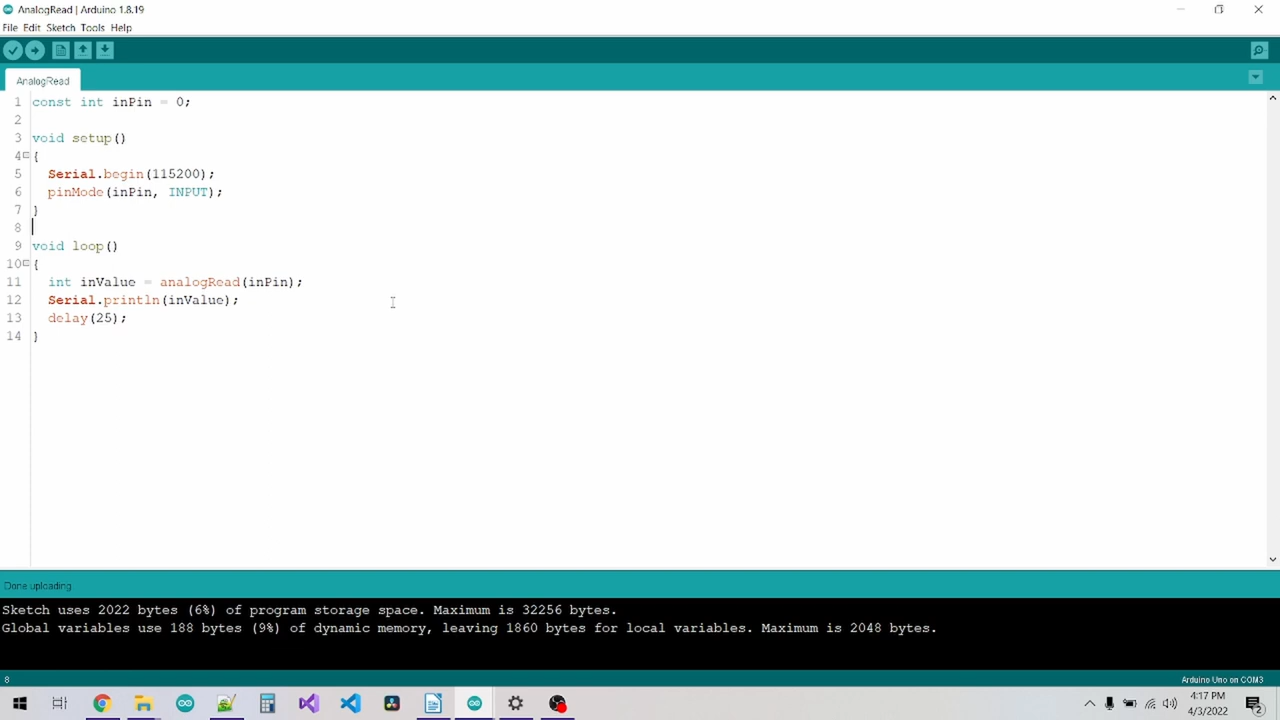 AnalogRead | Arduino 1.8.19
File Edit Sketch Tools Help
AnalogRead
1 const int inPin = 0;
2
3 void setup()
4 {
5 Serial.begin(115200);
6 pinMode(inPin, INPUT);
7 }
8
9 void loop()
10 {
11 int inValue = analogRead(inPin);
12 Serial.println(inValue);
13 delay(25);
14 }
Done uploading
Sketch uses 2022 bytes (6%) of program storage space. Maximum is 32256 bytes.
Global variables use 188 bytes (9%) of dynamic memory, leaving 1860 bytes for local variables. Maximum is 2048 bytes.
8 Arduino Uno on COM3
4:17 PM
4/3/2022
2